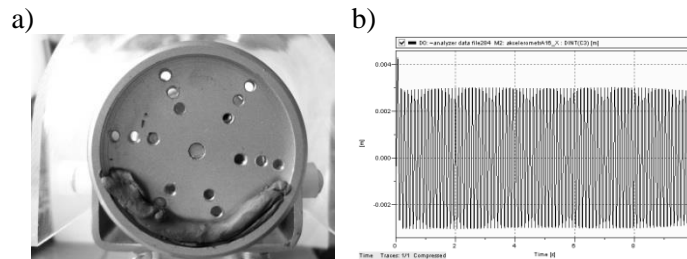 a)
b)
D0: ~analyzer data file284 M2: akselerometrA15_X : DINT(C3) [m]
0.004
0.002
[m]
0.000
-0.002
0
2
4
6
8
Time [s]
Time Traces: 1/1 Compressed